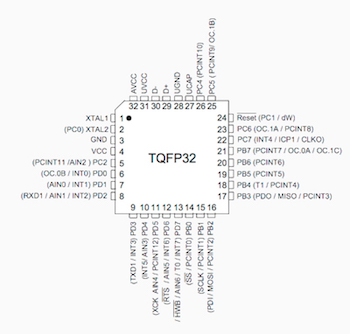 AVCC
UVCC
D-
D+
UGND
UCAP
PC4 (PCINT10)
PC5 ( PCINT9/ OC.1B)
32 31 30 29 28 27 26 25
XTAL1 1
(PC0) XTAL2 2
GND 3
VCC 4
(PCINT11 /AIN2 ) PC5 5
(OC.0B / INT0) PD0 6
(AIN0 / INT1) PD1 7
(RXD1 / AIN1 / INT2) PD2 8
TQFP32
24 Reset (PC1 / dW)
23 PC6 (OC.1A / PCINT8)
22 PC7 (INT4 / ICP1 / CLKO)
21 PB7 (PCINT7 / OC.0A / OC.1C)
20 PB6 (PCINT6)
19 PB5 (PCINT5)
18 PB4 (T1 / PCINT4)
17 PB3 (PDO / MISO / PCINT3)
9 10 11 12 13 14 15 16
(TXD1 / INT3) PD3
(INT5/ AIN3) PD4
(XCK AIN4 / PCINT12) PD5
(RTS / AIN5 / INT6) PD6
(HWB / AIN6 / T0 / INT7) PD7
(SS / PCINT0) PB0
(SCLK / PCINT1) PB1
(PDI / MOSI / PCINT2) PB2